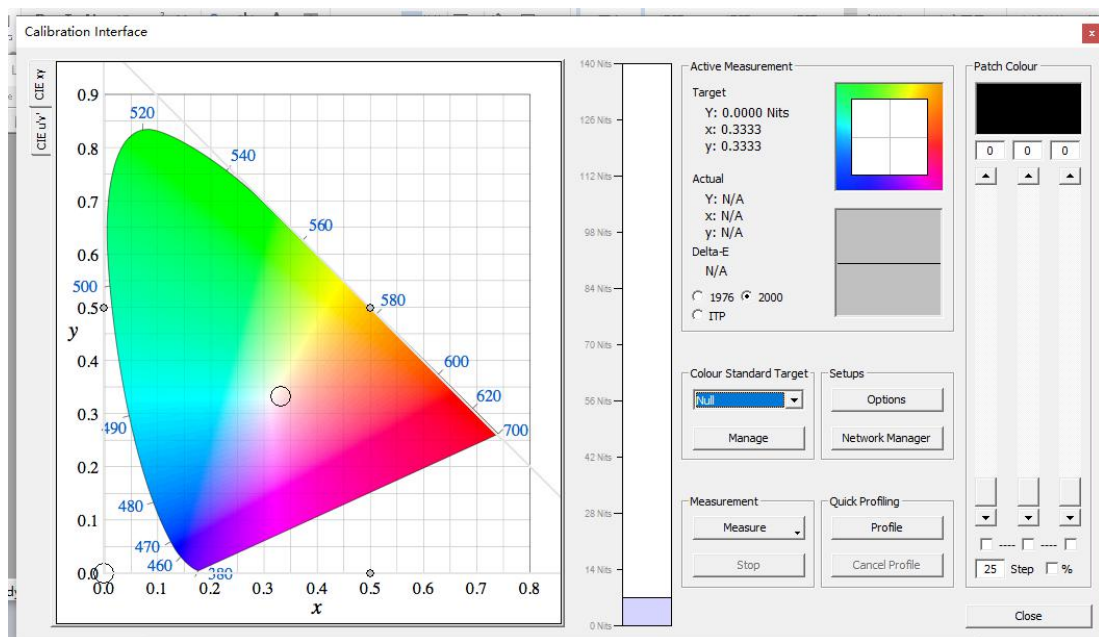 Calibration Interface
x
CIE xy
CIE u'v'
0.9
0.8
0.7
0.6
0.5
0.4
0.3
0.2
0.1
0.0
y
520
540
560
580
600
620
700
500
490
480
470
460
380
0.0 0.1 0.2 0.3 0.4 0.5 0.6 0.7 0.8
x
140 Nits
126 Nits
112 Nits
98 Nits
84 Nits
70 Nits
56 Nits
42 Nits
28 Nits
14 Nits
0 Nits
Active Measurement
Target
Y: 0.0000 Nits
x: 0.3333
y: 0.3333
Actual
Y: N/A
x: N/A
y: N/A
Delta-E
N/A
1976 2000
ITP
Colour Standard Target
Null
Manage
Setups
Options
Network Manager
Measurement
Measure
Stop
Quick Profiling
Profile
Cancel Profile
Patch Colour
0 0 0
---- ----
25 Step %
Close